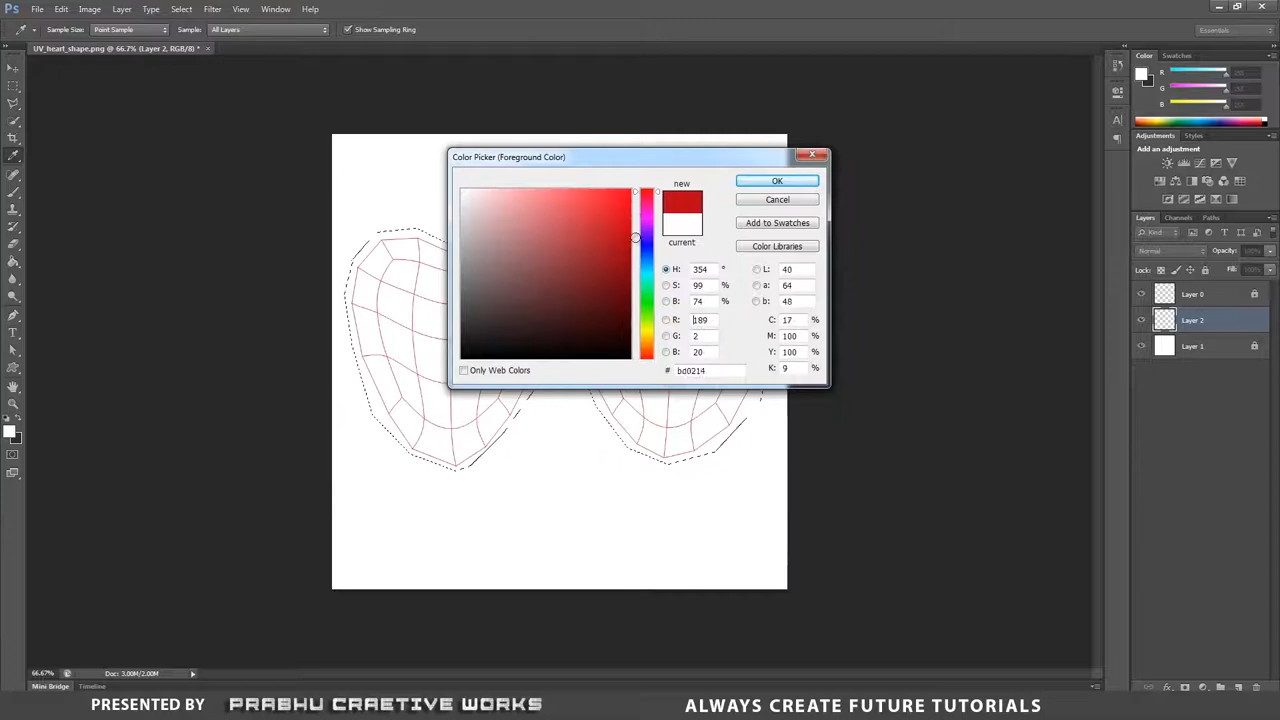 Ps File Edit Image Layer Type Select Filter View Window Help
Sample Size: Point Sample Sample: All Layers Show Sampling Ring Essentials
UV_heart_shape.png @ 66.7% (Layer 2, RGB/8) * ×
Color Swatches
R
G
B
Adjustments Styles
Add an adjustment
Layers Channels Paths
Kind
Normal Opacity:
Lock: Fill:
Layer 0
Layer 2
Layer 1
Color Picker (Foreground Color)
new
current
OK
Cancel
Add to Swatches
Color Libraries
H: 354 ° L: 40
S: 99 % a: 64
B: 74 % b: 48
R: 189 C: 17 %
G: 2 M: 100 %
B: 20 Y: 100 %
# bd0214 K: 9 %
Only Web Colors
66.67% Doc: 3.00M/2.00M
Mini Bridge Timeline
PRESENTED BY PRABHU CRAETIVE WORKS ALWAYS CREATE FUTURE TUTORIALS